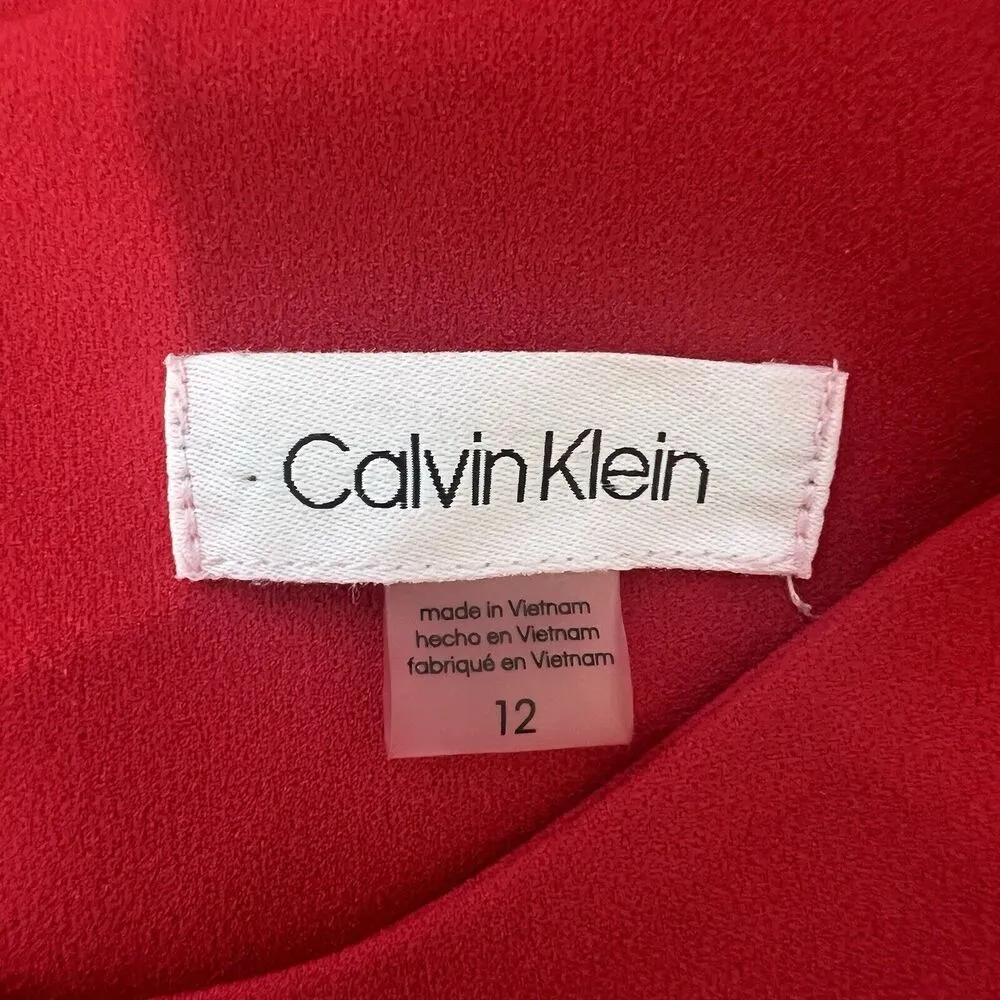 Calvin Klein
made in Vietnam
hecho en Vietnam
fabriqué en Vietnam
12